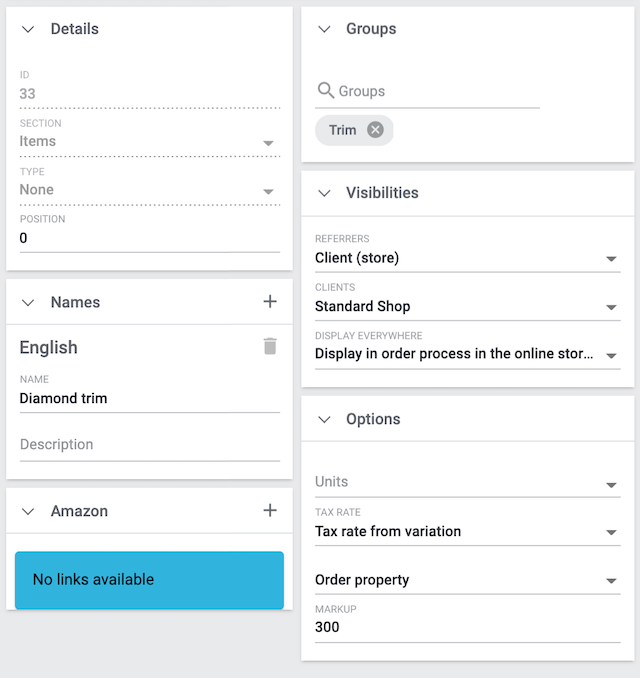 Details
ID
33
SECTION
Items
TYPE
None
POSITION
0
Names
English
NAME
Diamond trim
Description
Amazon
No links available
Groups
Groups
Trim
Visibilities
REFERRERS
Client (store)
CLIENTS
Standard Shop
DISPLAY EVERYWHERE
Display in order process in the online stor...
Options
Units
TAX RATE
Tax rate from variation
Order property
MARKUP
300